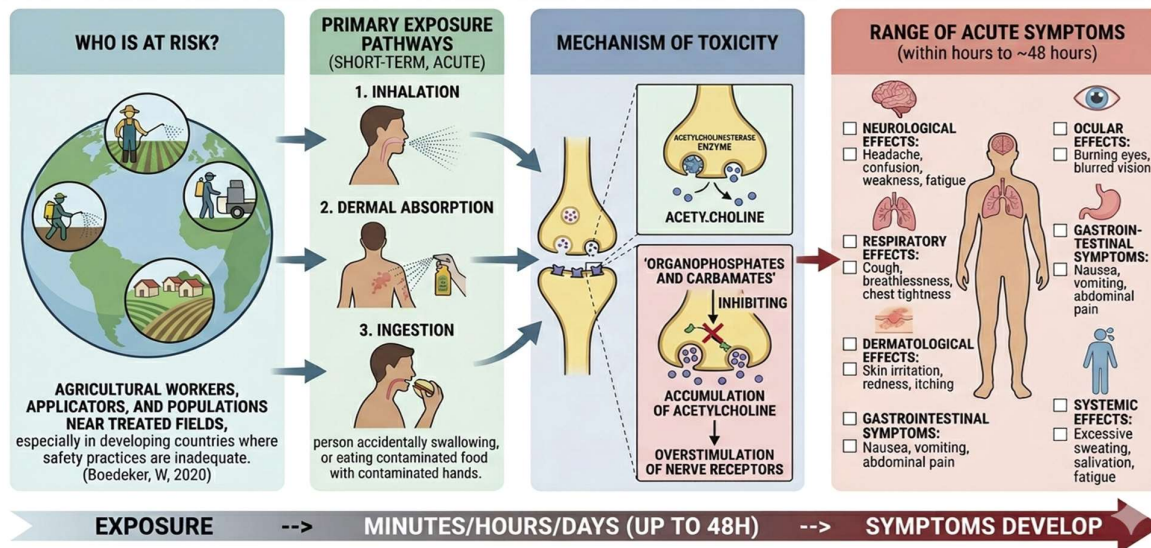 WHO IS AT RISK?
AGRICULTURAL WORKERS,
APPLICATORS, AND POPULATIONS
NEAR TREATED FIELDS,
especially in developing countries where
safety practices are inadequate.
(Boedeker, W, 2020)
PRIMARY EXPOSURE
PATHWAYS
(SHORT-TERM, ACUTE)
1. INHALATION
2. DERMAL ABSORPTION
3. INGESTION
person accidentally swallowing,
or eating contaminated food
with contaminated hands.
MECHANISM OF TOXICITY
ACETYLCHOLINESTERASE
ENZYME
ACETY.CHOLINE
'ORGANOPHOSPHATES
AND CARBAMATES'
INHIBITING
ACCUMULATION
OF ACETYLCHOLINE
OVERSTIMULATION
OF NERVE RECEPTORS
RANGE OF ACUTE SYMPTOMS
(within hours to ~48 hours)
NEUROLOGICAL
EFFECTS:
Headache,
confusion,
weakness, fatigue
RESPIRATORY
EFFECTS:
Cough,
breathlessness,
chest tightness
DERMATOLOGICAL
EFFECTS:
Skin irritation,
redness, itching
GASTROINTESTINAL
SYMPTOMS:
Nausea, vomiting,
abdominal pain
OCULAR
EFFECTS:
Burning eyes,
blurred vision
GASTROIN-
TESTINAL
SYMPTOMS:
Nausea,
vomiting,
abdominal
pain
SYSTEMIC
EFFECTS:
Excessive
sweating,
salivation,
fatigue
EXPOSURE --> MINUTES/HOURS/DAYS (UP TO 48H) --> SYMPTOMS DEVELOP